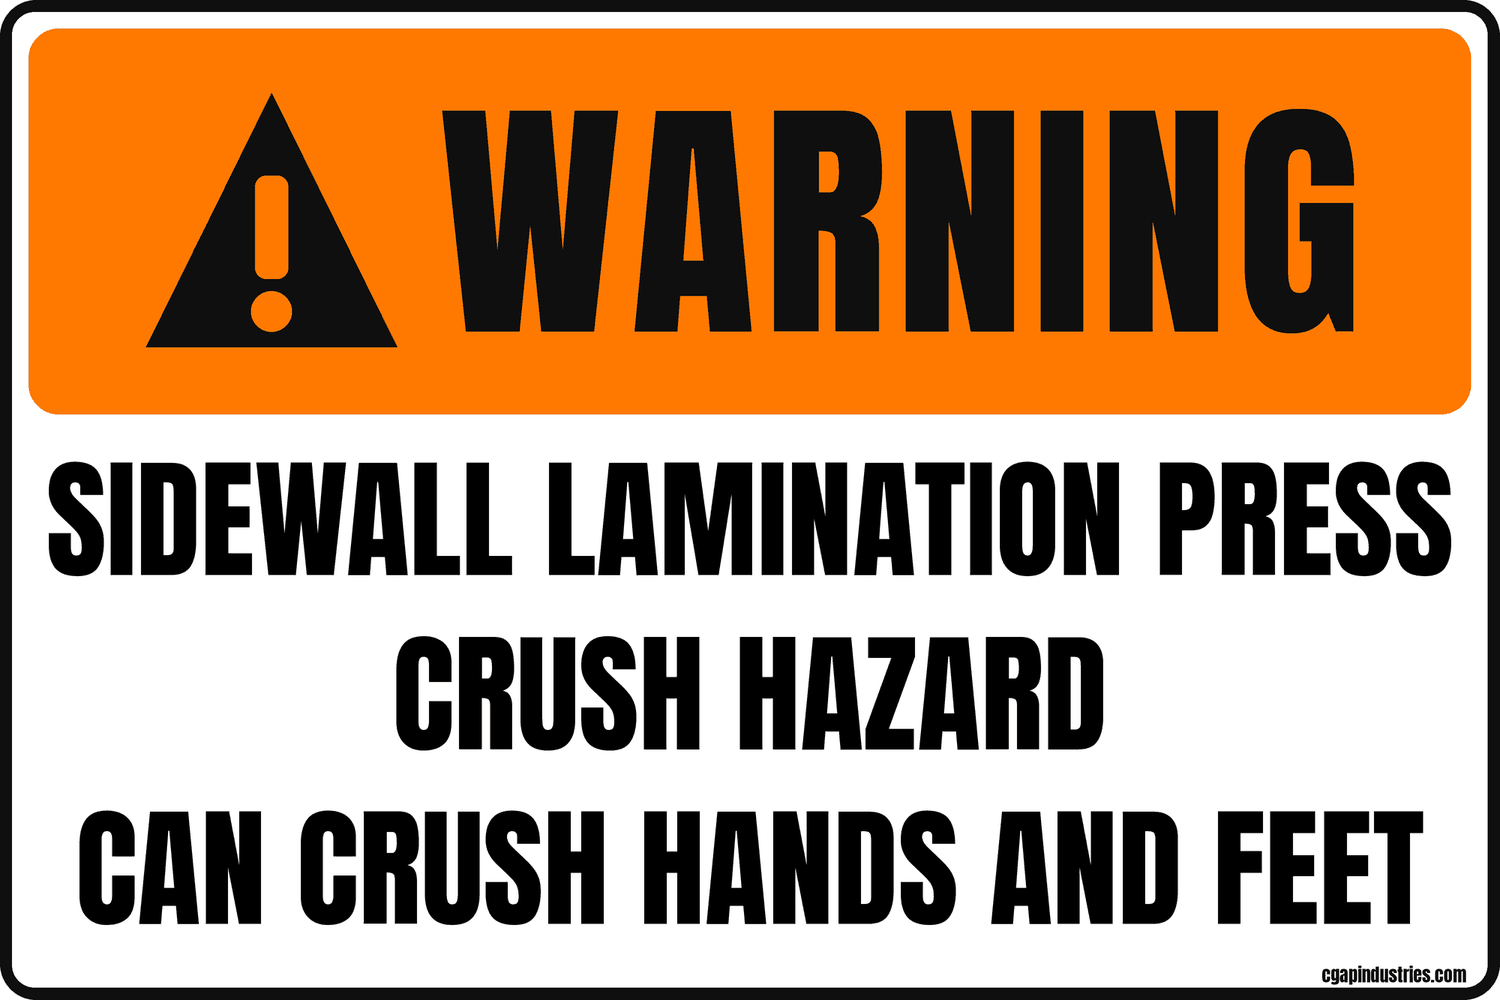 WARNING
SIDEWALL LAMINATION PRESS
CRUSH HAZARD
CAN CRUSH HANDS AND FEET
cgapindustries.com